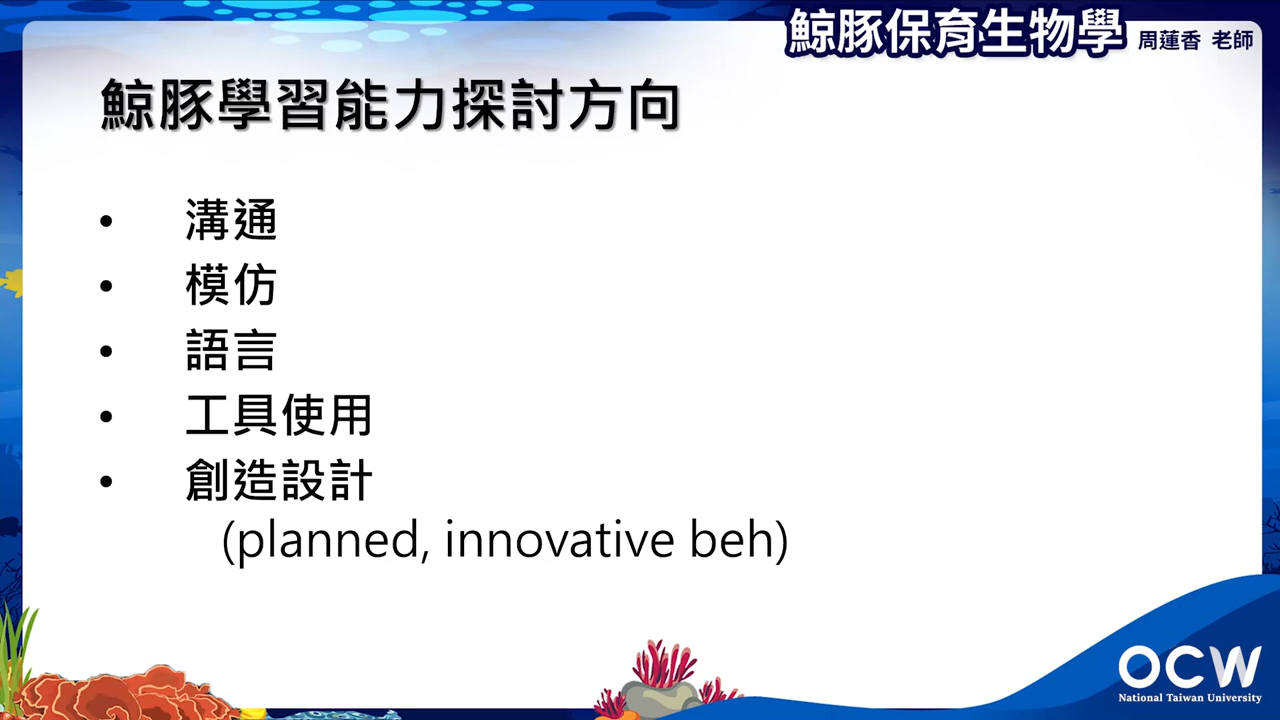 鯨豚保育生物學 周蓮香 老師
鯨豚學習能力探討方向
• 溝通
• 模仿
• 語言
• 工具使用
• 創造設計
(planned, innovative beh)
OCW
National Taiwan University